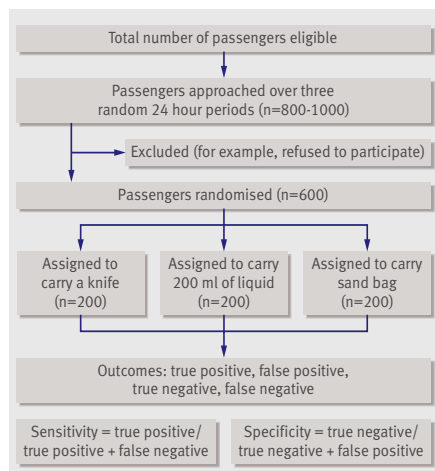 Total number of passengers eligible
Passengers approached over three
random 24 hour periods (n=800-1000)
Excluded (for example, refused to participate)
Passengers randomised (n=600)
Assigned to
carry a knife
(n=200)
Assigned to carry
200 ml of liquid
(n=200)
Assigned to carry
sand bag
(n=200)
Outcomes: true positive, false positive,
true negative, false negative
Sensitivity = true positive/
true positive + false negative
Specificity = true negative/
true negative + false positive